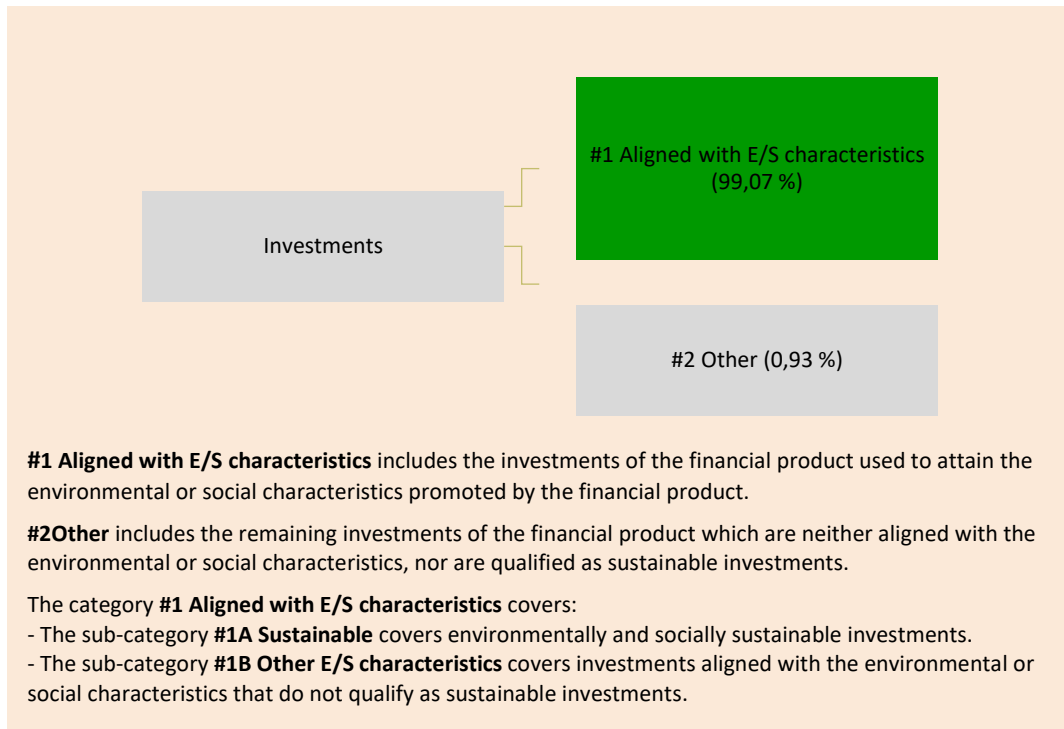 #1 Aligned with E/S characteristics
(99,07 %)
Investments
#2 Other (0,93 %)
#1 Aligned with E/S characteristics includes the investments of the financial product used to attain the
environmental or social characteristics promoted by the financial product.
#2Other includes the remaining investments of the financial product which are neither aligned with the
environmental or social characteristics, nor are qualified as sustainable investments.
The category #1 Aligned with E/S characteristics covers:
- The sub-category #1A Sustainable covers environmentally and socially sustainable investments.
- The sub-category #1B Other E/S characteristics covers investments aligned with the environmental or
social characteristics that do not qualify as sustainable investments.